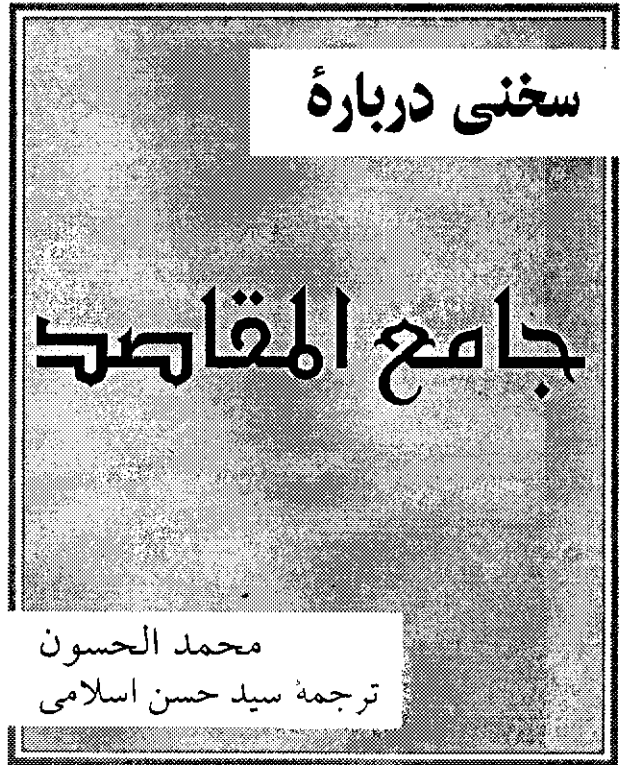 سخنی دربارهٔ
جامع المقاصد
محمد الحسون
ترجمهٔ سید حسن اسلامی